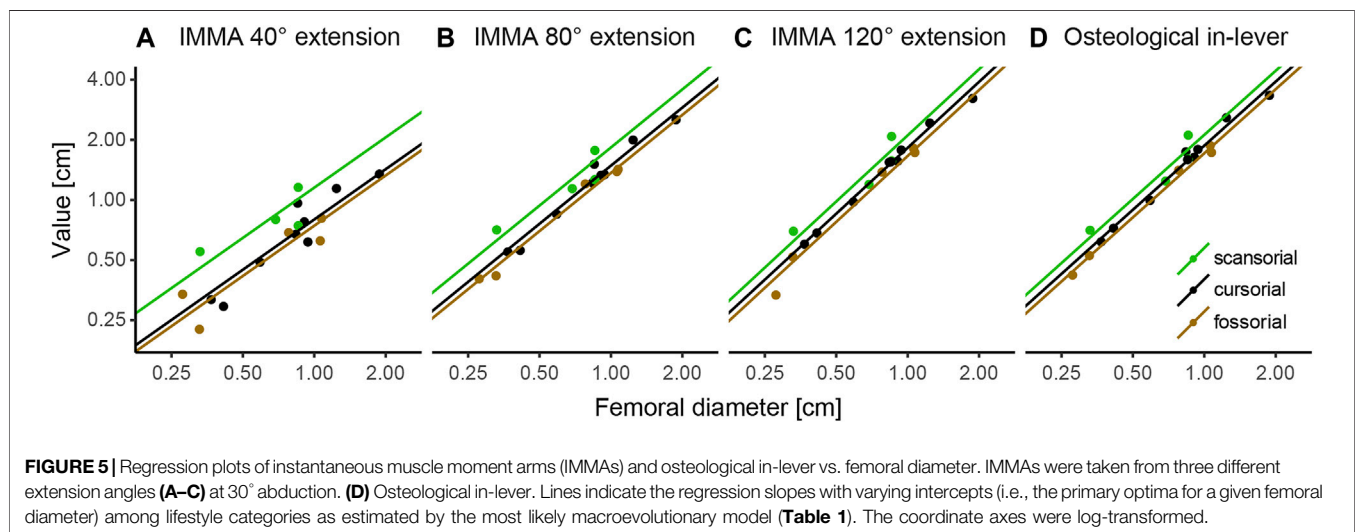 A IMMA 40° extension B IMMA 80° extension C IMMA 120° extension D Osteological in-lever
Value [cm]
4.00
2.00
1.00
0.50
0.25
scansorial
cursorial
fossorial
0.25 0.50 1.00 2.00 0.25 0.50 1.00 2.00 0.25 0.50 1.00 2.00 0.25 0.50 1.00 2.00
Femoral diameter [cm]
FIGURE 5 | Regression plots of instantaneous muscle moment arms (IMMAs) and osteological in-lever vs. femoral diameter. IMMAs were taken from three different
extension angles (A–C) at 30° abduction. (D) Osteological in-lever. Lines indicate the regression slopes with varying intercepts (i.e., the primary optima for a given femoral
diameter) among lifestyle categories as estimated by the most likely macroevolutionary model (Table 1). The coordinate axes were log-transformed.